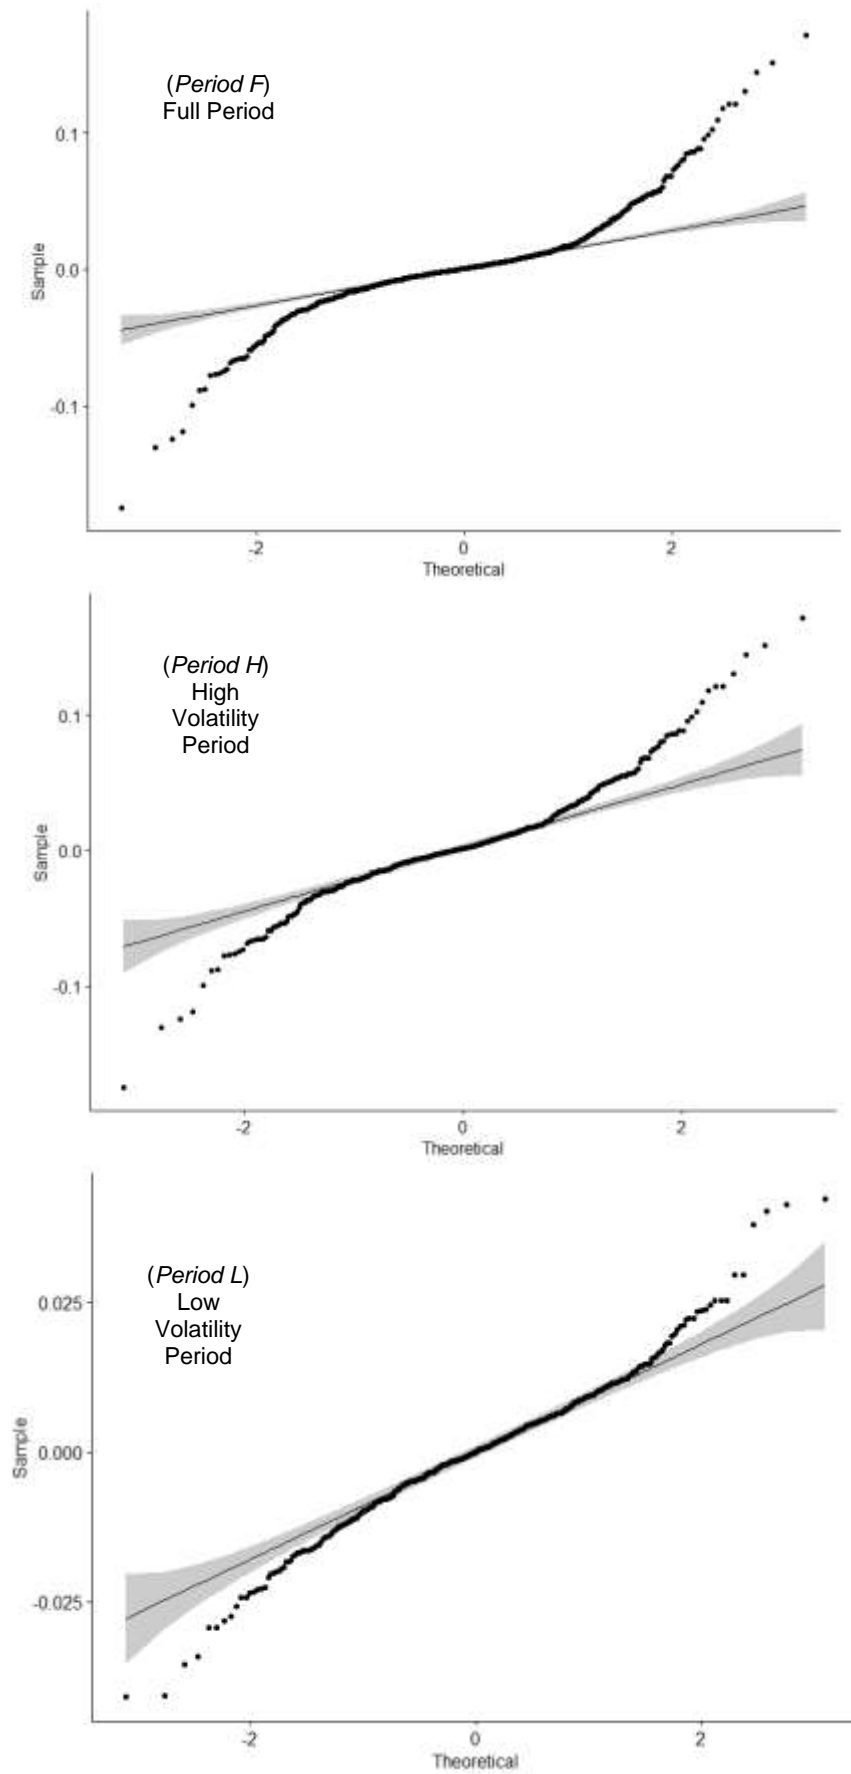 (Period F)
Full Period
0.1
0.0
-0.1
Sample
-2 0 2
Theoretical
(Period H)
High
Volatility
Period
0.1
0.0
-0.1
Sample
-2 0 2
Theoretical
(Period L)
Low
Volatility
Period
0.025
0.000
-0.025
Sample
-2 0 2
Theoretical